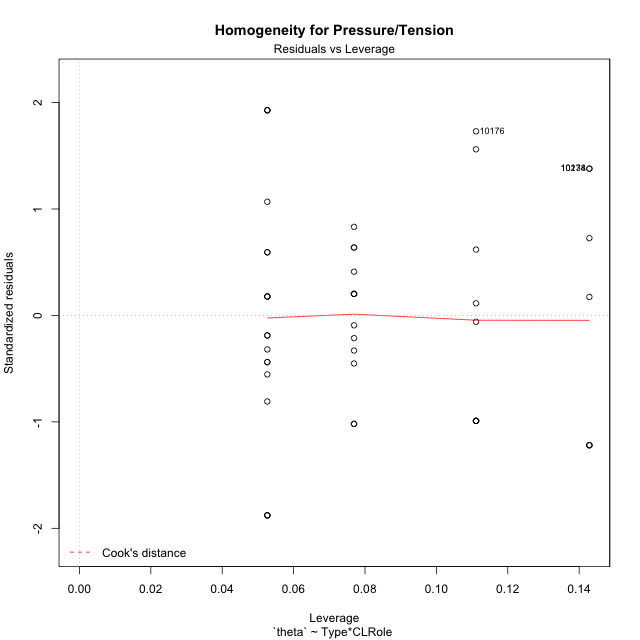 Homogeneity for Pressure/Tension
Residuals vs Leverage
Standardized residuals
2
1
0
-1
-2
10176
Cook's distance
0.00 0.02 0.04 0.06 0.08 0.10 0.12 0.14
Leverage
`theta` ~ Type*CLRole